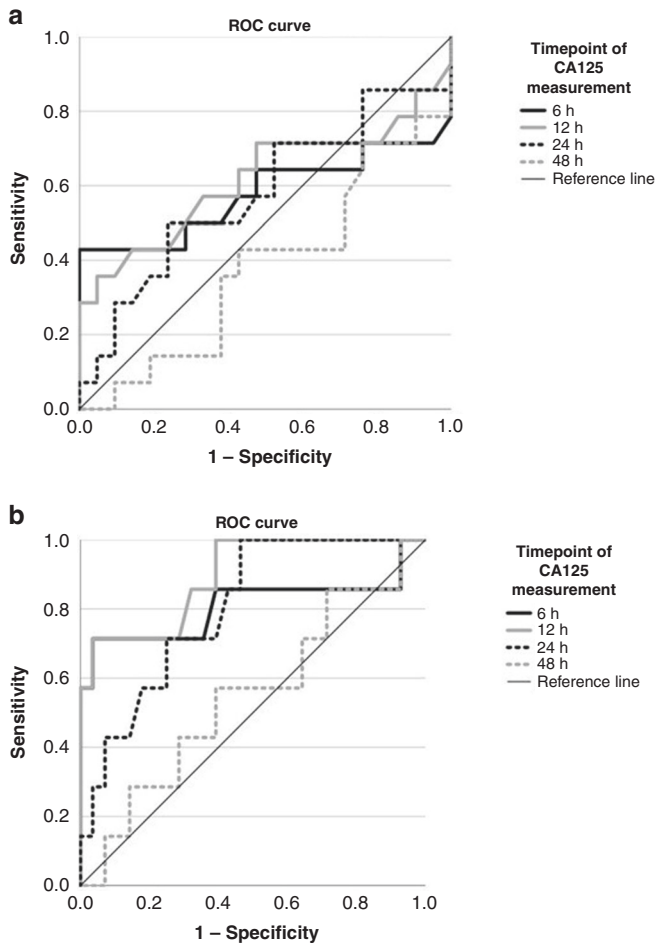 a
ROC curve
1.0
0.8
0.6
0.4
0.2
0.0
Sensitivity
0.0 0.2 0.4 0.6 0.8 1.0
1 – Specificity
Timepoint of
CA125
measurement
6 h
12 h
24 h
48 h
Reference line
b
ROC curve
1.0
0.8
0.6
0.4
0.2
0.0
Sensitivity
0.0 0.2 0.4 0.6 0.8 1.0
1 – Specificity
Timepoint of
CA125
measurement
6 h
12 h
24 h
48 h
Reference line